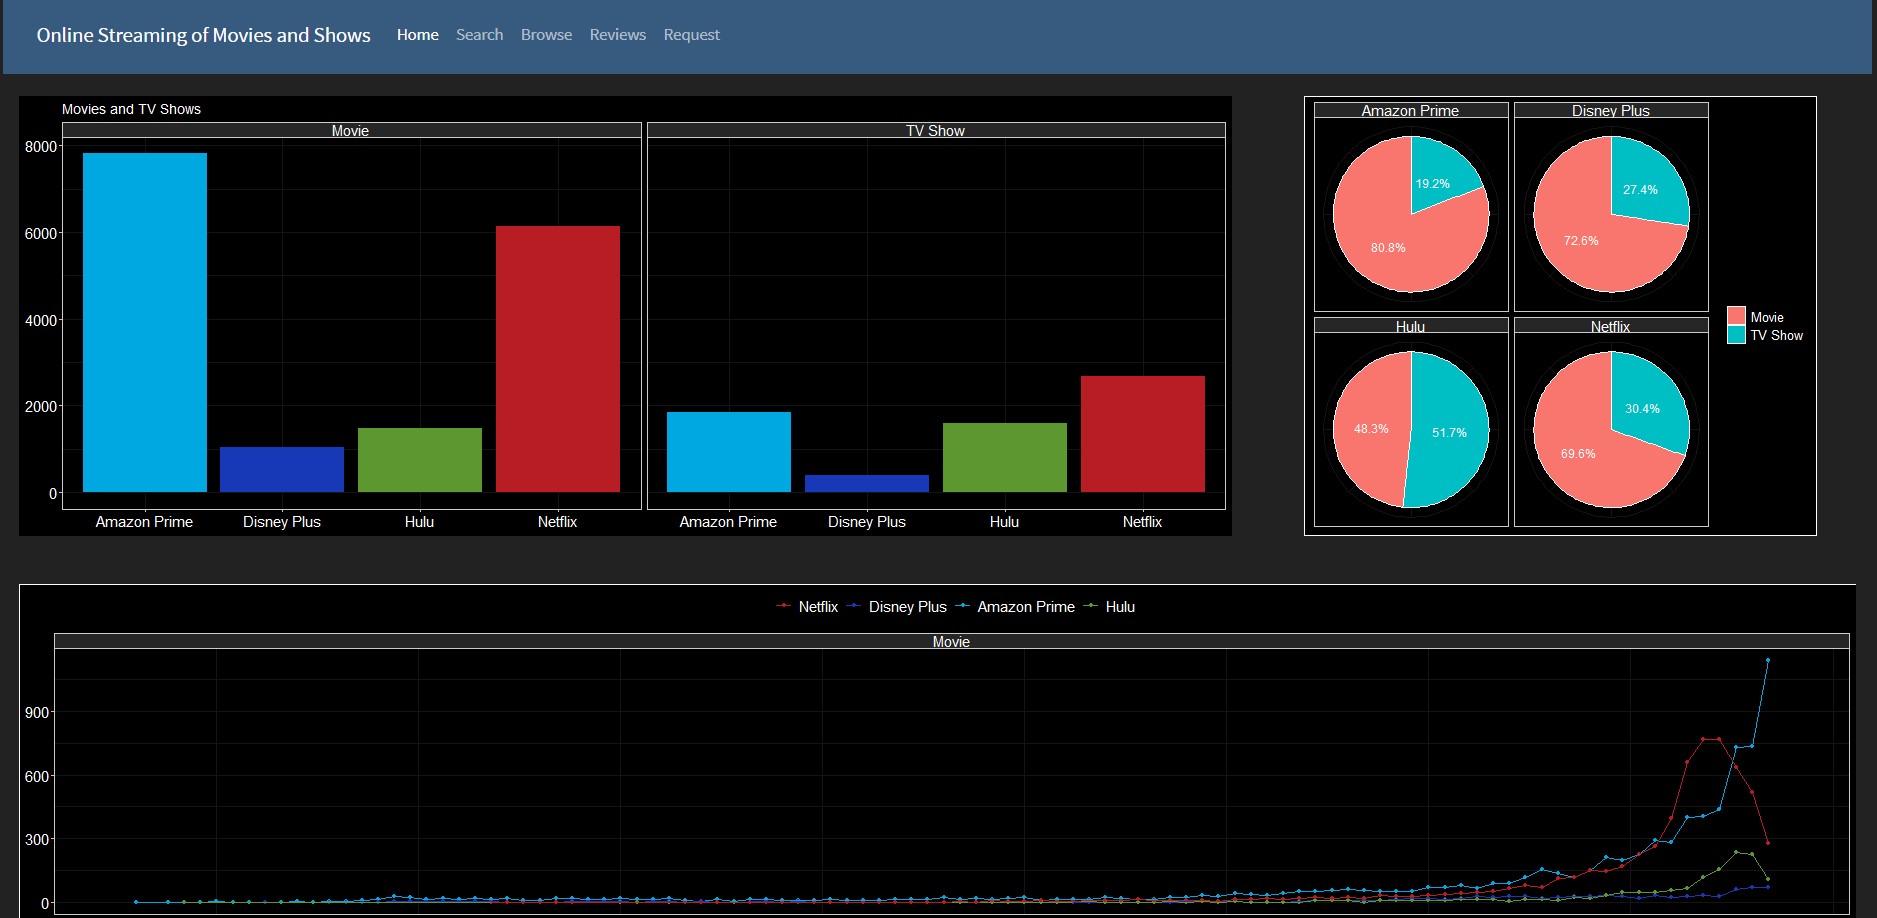 Online Streaming of Movies and Shows Home Search Browse Reviews Request
Movies and TV Shows
Movie TV Show
8000
6000
4000
2000
0
Amazon Prime Disney Plus Hulu Netflix Amazon Prime Disney Plus Hulu Netflix
Amazon Prime Disney Plus
19.2% 27.4%
80.8% 72.6%
Hulu Netflix
48.3% 51.7% 30.4%
69.6%
Movie
TV Show
Netflix Disney Plus Amazon Prime Hulu
Movie
900
600
300
0